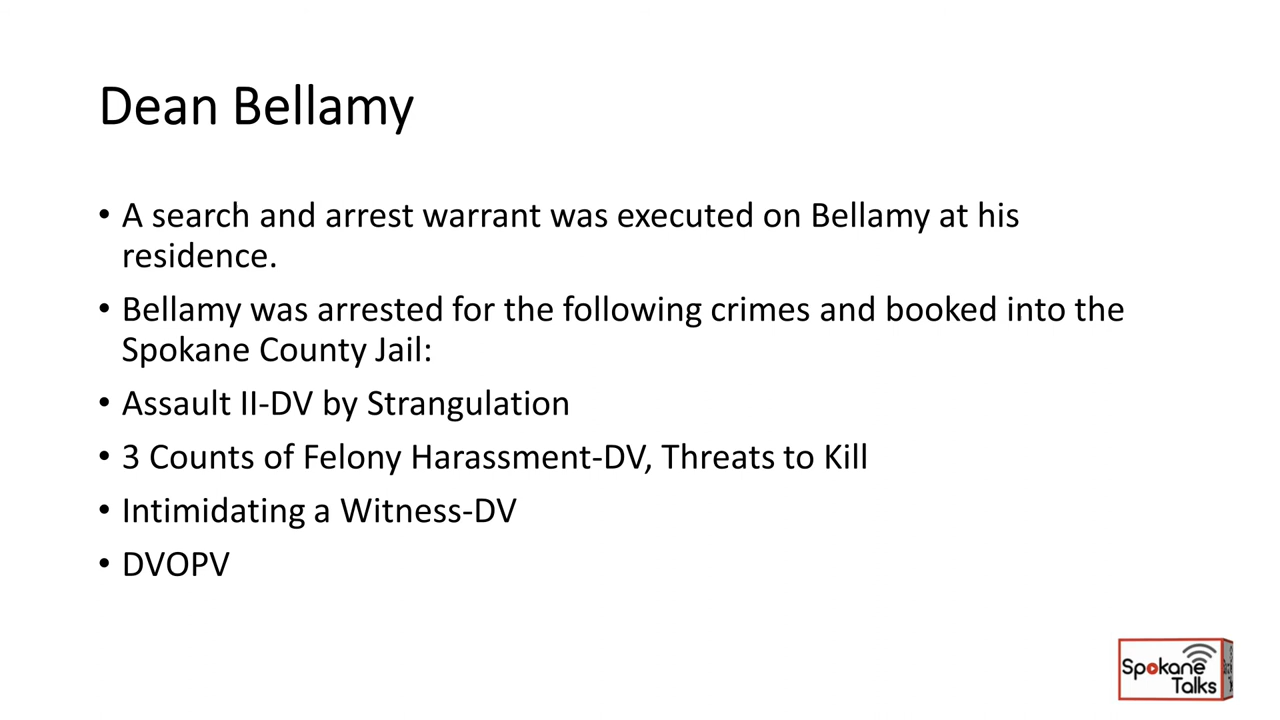 Dean Bellamy
• A search and arrest warrant was executed on Bellamy at his
residence.
• Bellamy was arrested for the following crimes and booked into the
Spokane County Jail:
• Assault II-DV by Strangulation
• 3 Counts of Felony Harassment-DV, Threats to Kill
• Intimidating a Witness-DV
• DVOPV
Spokane
Talks